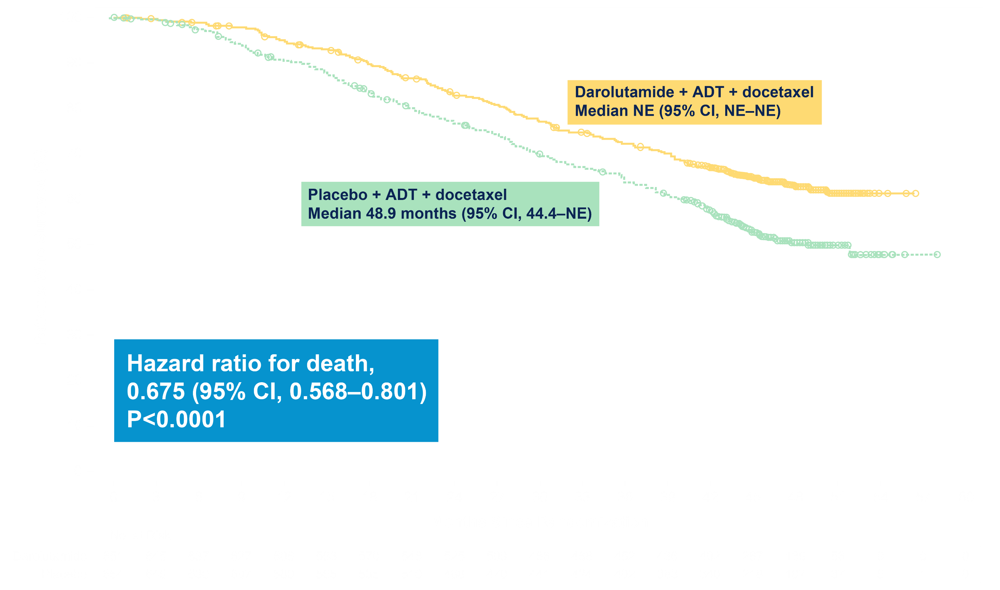 Darolutamide + ADT + docetaxel
Median NE (95% CI, NE–NE)
Placebo + ADT + docetaxel
Median 48.9 months (95% CI, 44.4–NE)
Hazard ratio for death,
0.675 (95% CI, 0.568–0.801)
P<0.0001